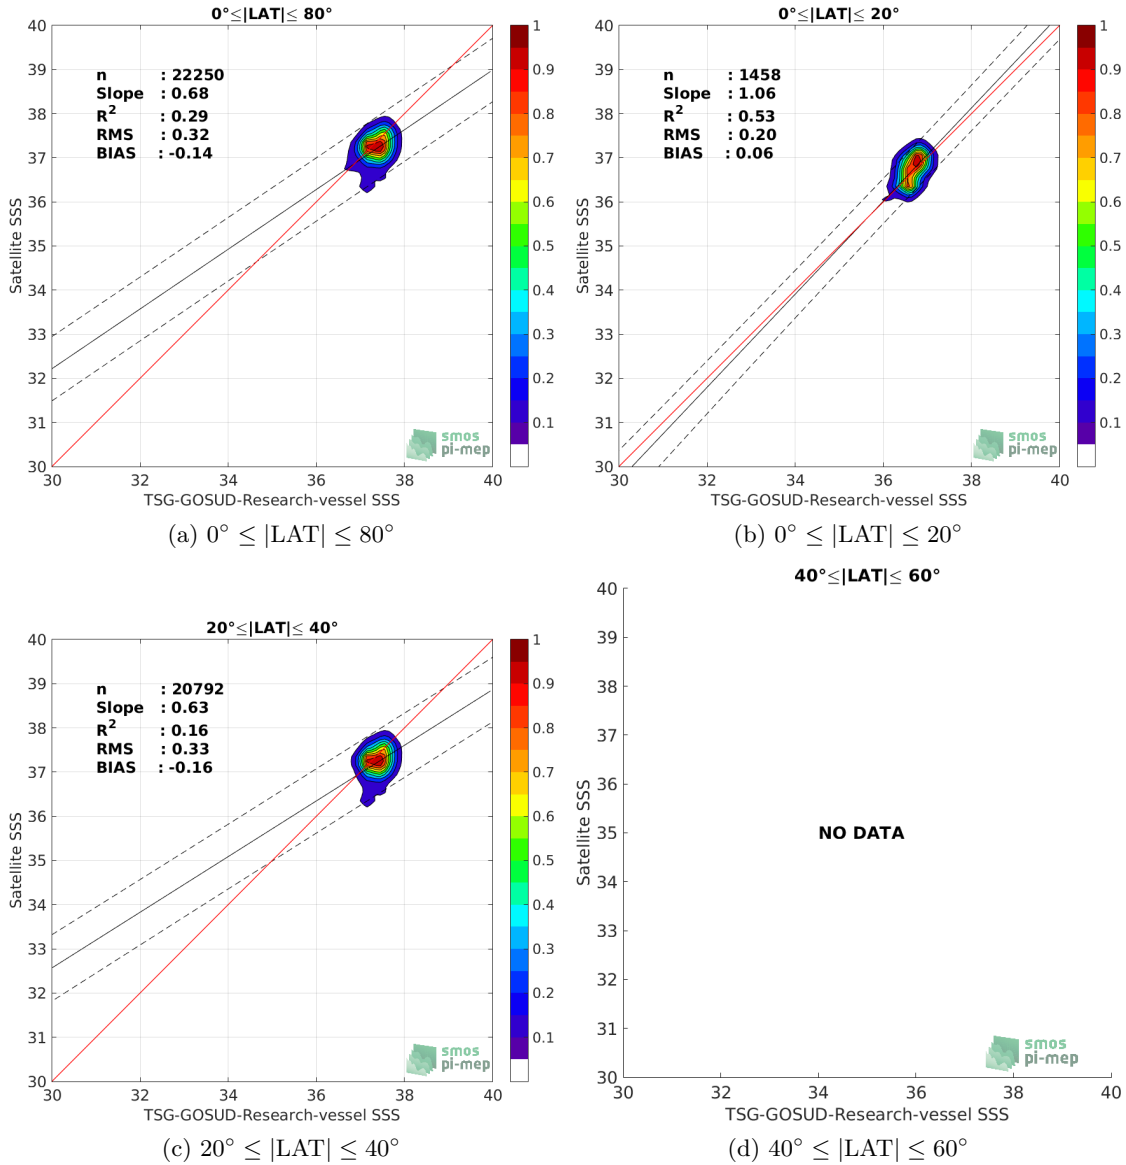 0°≤|LAT|≤ 80°
n : 22250
Slope : 0.68
R2 : 0.29
RMS : 0.32
BIAS : -0.14
40
39
38
37
36
35
34
33
32
31
30
Satellite SSS
30 32 34 36 38 40
TSG-GOSUD-Research-vessel SSS
1
0.9
0.8
0.7
0.6
0.5
0.4
0.3
0.2
0.1
smos
pi-mep
(a) 0° ≤ |LAT| ≤ 80°
0°≤|LAT|≤ 20°
n : 1458
Slope : 1.06
R2 : 0.53
RMS : 0.20
BIAS : 0.06
40
39
38
37
36
35
34
33
32
31
30
Satellite SSS
30 32 34 36 38 40
TSG-GOSUD-Research-vessel SSS
1
0.9
0.8
0.7
0.6
0.5
0.4
0.3
0.2
0.1
smos
pi-mep
(b) 0° ≤ |LAT| ≤ 20°
20°≤|LAT|≤ 40°
n : 20792
Slope : 0.63
R2 : 0.16
RMS : 0.33
BIAS : -0.16
40
39
38
37
36
35
34
33
32
31
30
Satellite SSS
30 32 34 36 38 40
TSG-GOSUD-Research-vessel SSS
1
0.9
0.8
0.7
0.6
0.5
0.4
0.3
0.2
0.1
smos
pi-mep
(c) 20° ≤ |LAT| ≤ 40°
40°≤|LAT|≤ 60°
40
39
38
37
36
35
34
33
32
31
30
Satellite SSS
NO DATA
30 32 34 36 38 40
TSG-GOSUD-Research-vessel SSS
smos
pi-mep
(d) 40° ≤ |LAT| ≤ 60°